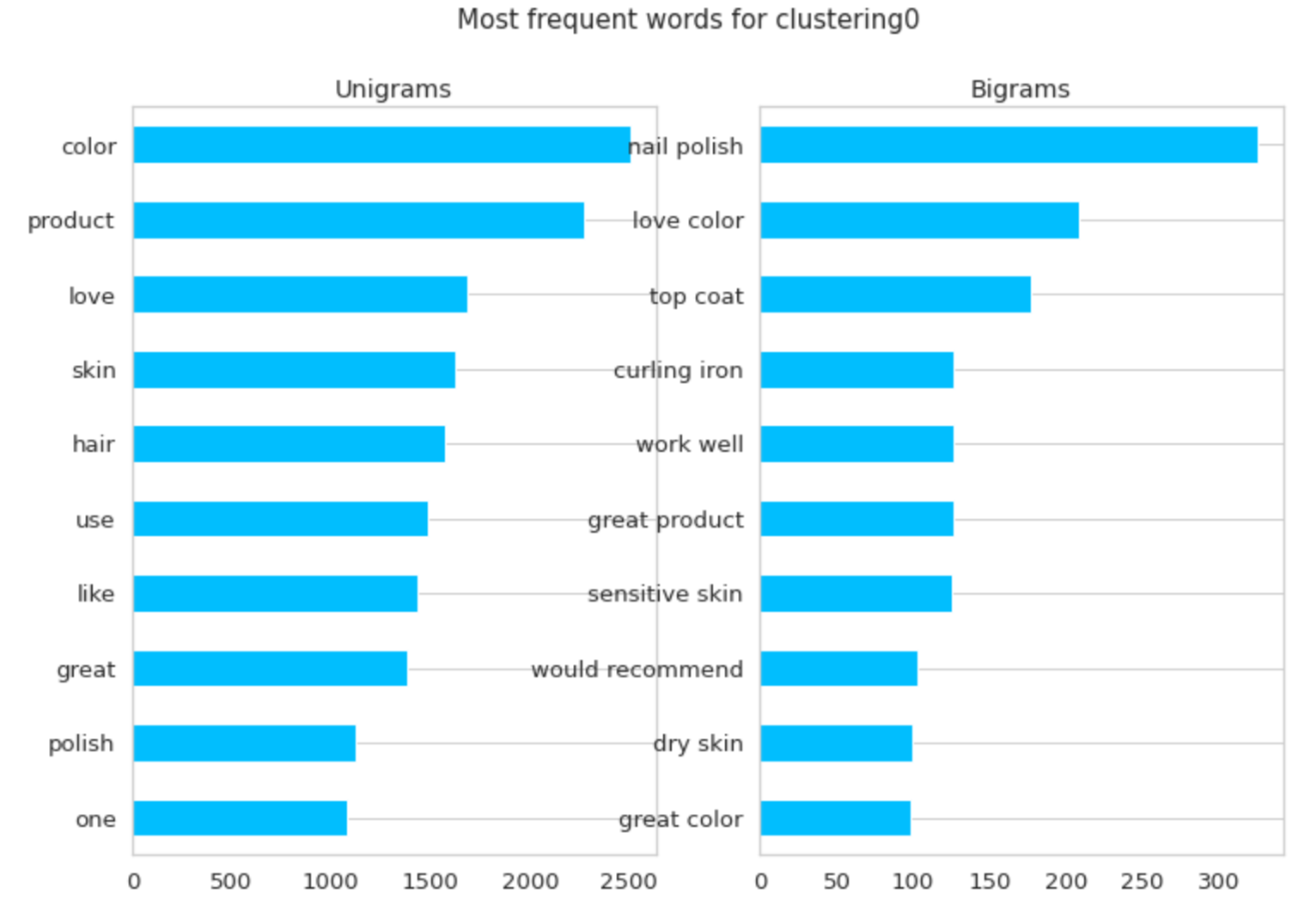 Most frequent words for clustering0
Unigrams
color
product
love
skin
hair
use
like
great
polish
one
0 500 1000 1500 2000 2500
Bigrams
nail polish
love color
top coat
curling iron
work well
great product
sensitive skin
would recommend
dry skin
great color
0 50 100 150 200 250 300